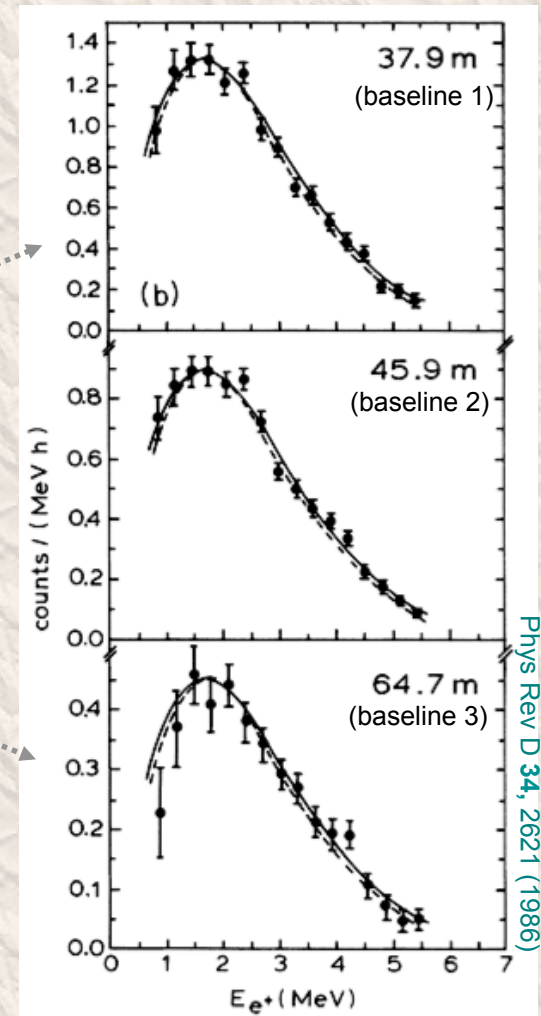 1.4
37.9 m
(baseline 1)
1.2
1.0
0.8
0.6
0.4
0.2
(b)
0.0
45.9 m
(baseline 2)
0.8
0.6
0.4
0.2
0.0
counts / (MeV h)
64.7 m
(baseline 3)
0.4
0.3
0.2
0.1
0.0
0 1 2 3 4 5 6 7
Ee+ (MeV)
Phys Rev D 34, 2621 (1986)